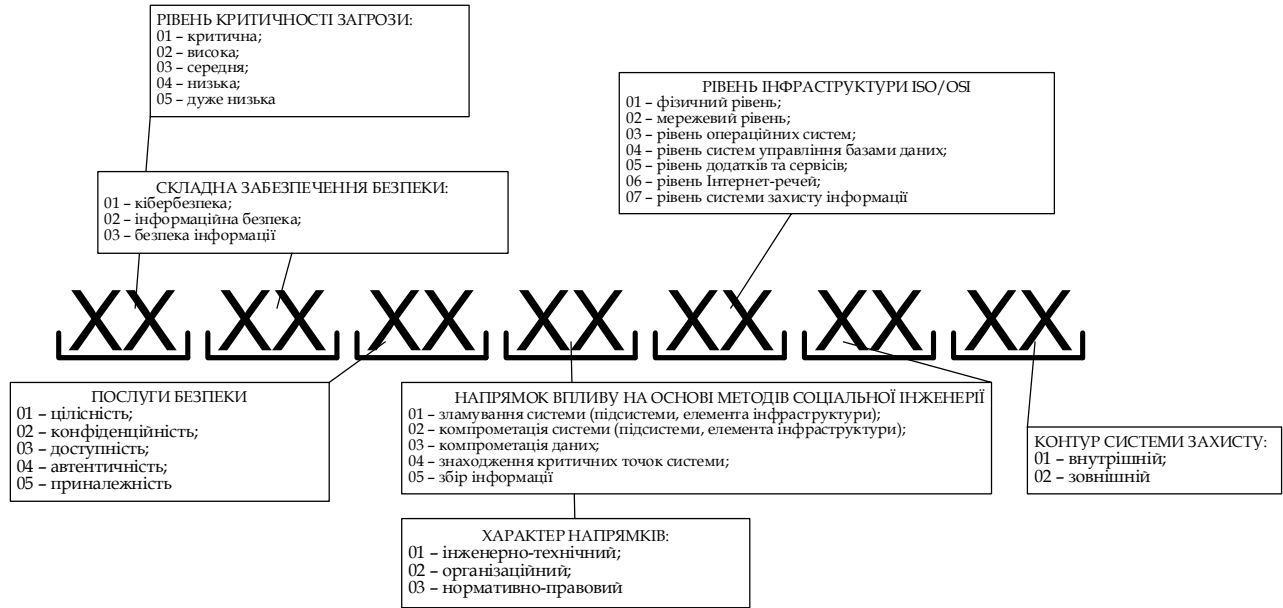 РІВЕНЬ КРИТИЧНОСТІ ЗАГРОЗИ:
01 – критична;
02 – висока;
03 – середня;
04 – низька;
05 – дуже низька
РІВЕНЬ ІНФРАСТРУКТУРИ ISO/OSI
01 – фізичний рівень;
02 – мережевий рівень;
03 – рівень операційних систем;
04 – рівень систем управління базами даних;
05 – рівень додатків та сервісів;
06 – рівень Інтернет-речей;
07 – рівень системи захисту інформації
СКЛАДНА ЗАБЕЗПЕЧЕННЯ БЕЗПЕКИ:
01 – кібербезпека;
02 – інформаційна безпека;
03 – безпека інформації
XX XX XX XX XX XX XX
ПОСЛУГИ БЕЗПЕКИ
01 – цілісність;
02 – конфіденційність;
03 – доступність;
04 – автентичність;
05 – приналежність
НАПРЯМОК ВПЛИВУ НА ОСНОВІ МЕТОДІВ СОЦІАЛЬНОЇ ІНЖЕНЕРІЇ
01 – зламування системи (підсистеми, елемента інфраструктури);
02 – компрометація системи (підсистеми, елемента інфраструктури);
03 – компрометація даних;
04 – знаходження критичних точок системи;
05 – збір інформації
КОНТУР СИСТЕМИ ЗАХИСТУ:
01 – внутрішній;
02 – зовнішній
ХАРАКТЕР НАПРЯМКІВ:
01 – інженерно-технічний;
02 – організаційний;
03 – нормативно-правовий